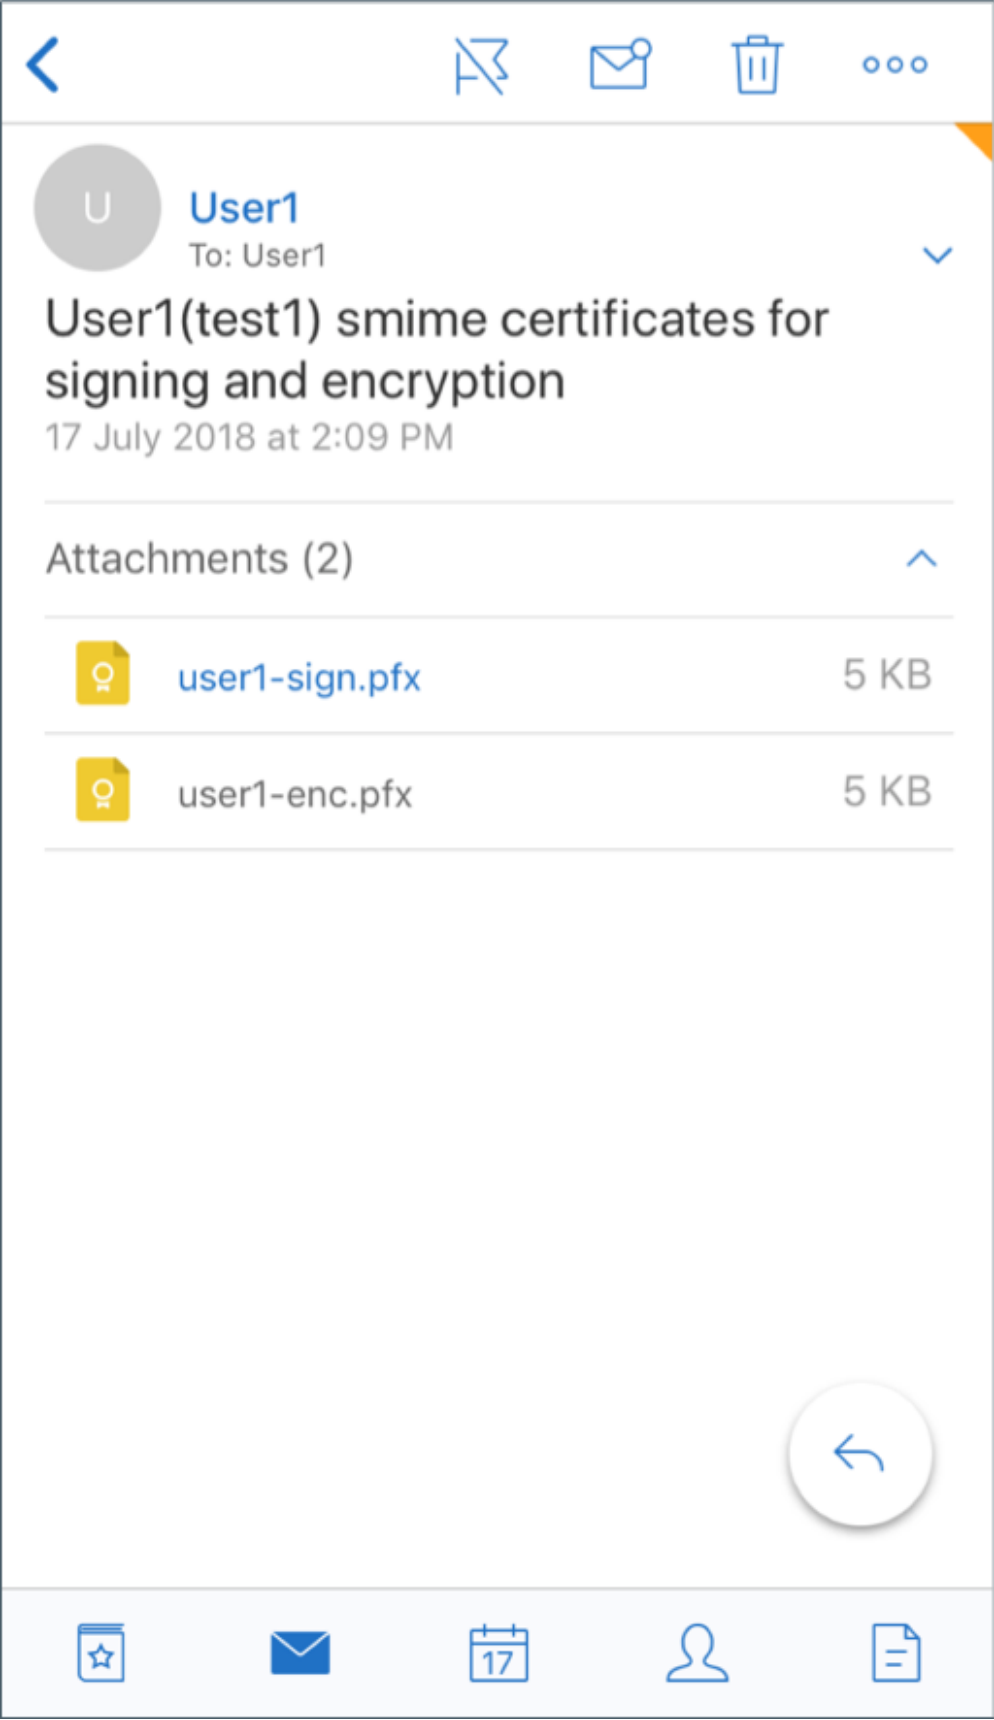 U
User1
To: User1
User1(test1) smime certificates for
signing and encryption
17 July 2018 at 2:09 PM
Attachments (2)
user1-sign.pfx 5 KB
user1-enc.pfx 5 KB
17